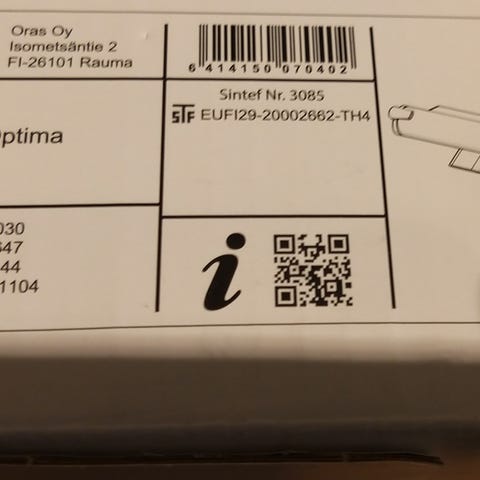 Oras Oy
Isometsäntie 2
FI-26101 Rauma
6 414150 070402
Sintef Nr. 3085
STF EUFI29-20002662-TH4
ptima
030
647
44
1104
i